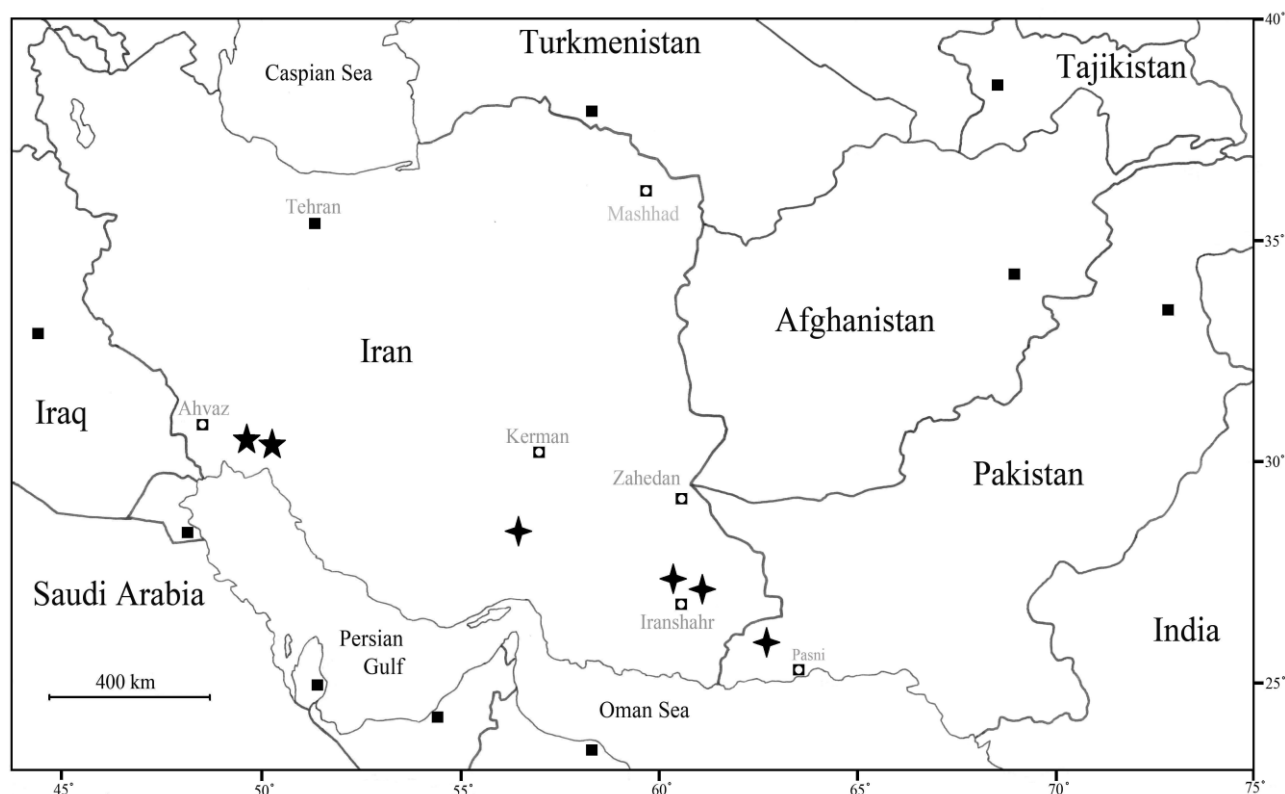 Turkmenistan
40°
Caspian Sea
Tajikistan
Tehran
Mashhad
35°
Afghanistan
Iran
Iraq
Ahvaz
Kerman
Zahedan
Pakistan
30°
Saudi Arabia
Persian
Gulf
Iranshahr
India
Pasni
400 km
25°
Oman Sea
45°
50°
55°
60°
65°
70°
75°